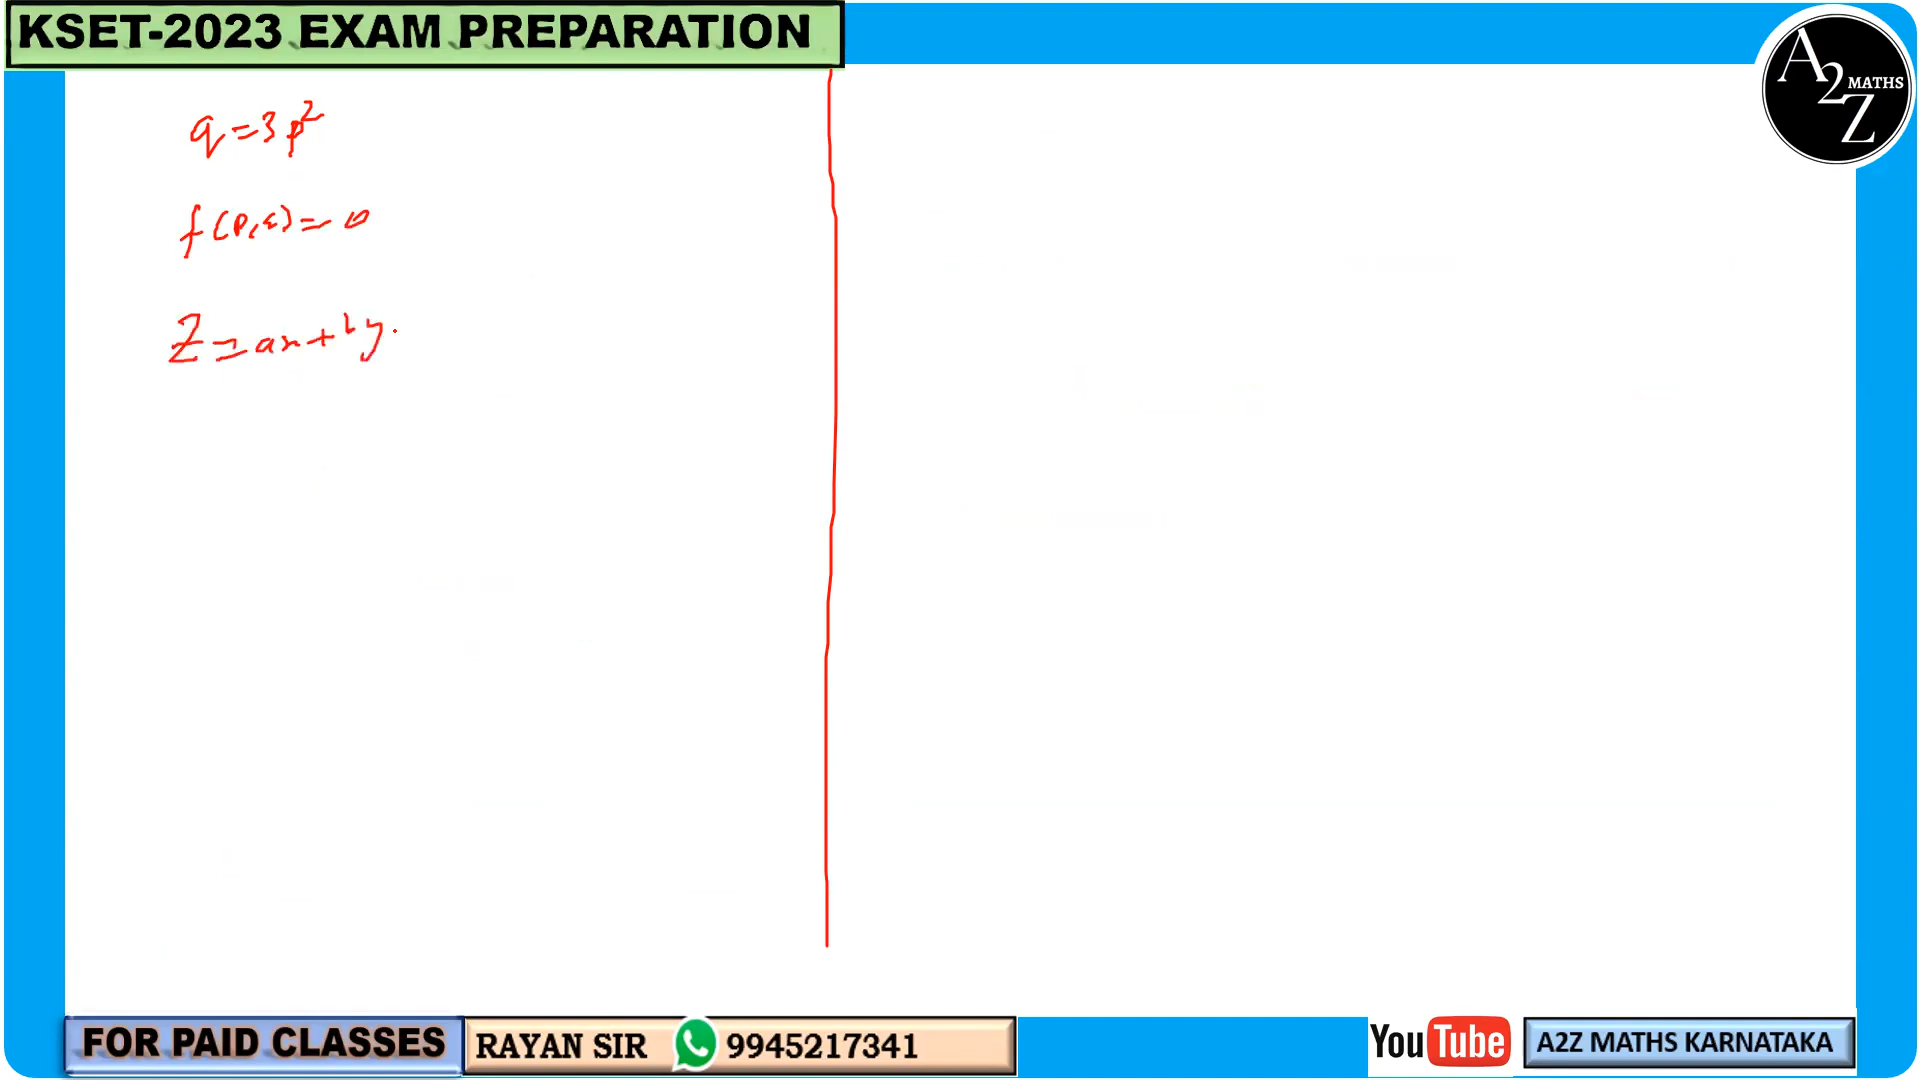 KSET-2023 EXAM PREPARATION
A2Z MATHS
q=3p²
f(p,q)=0
Z=ax+by.
FOR PAID CLASSES
RAYAN SIR 9945217341
YouTube
A2Z MATHS KARNATAKA